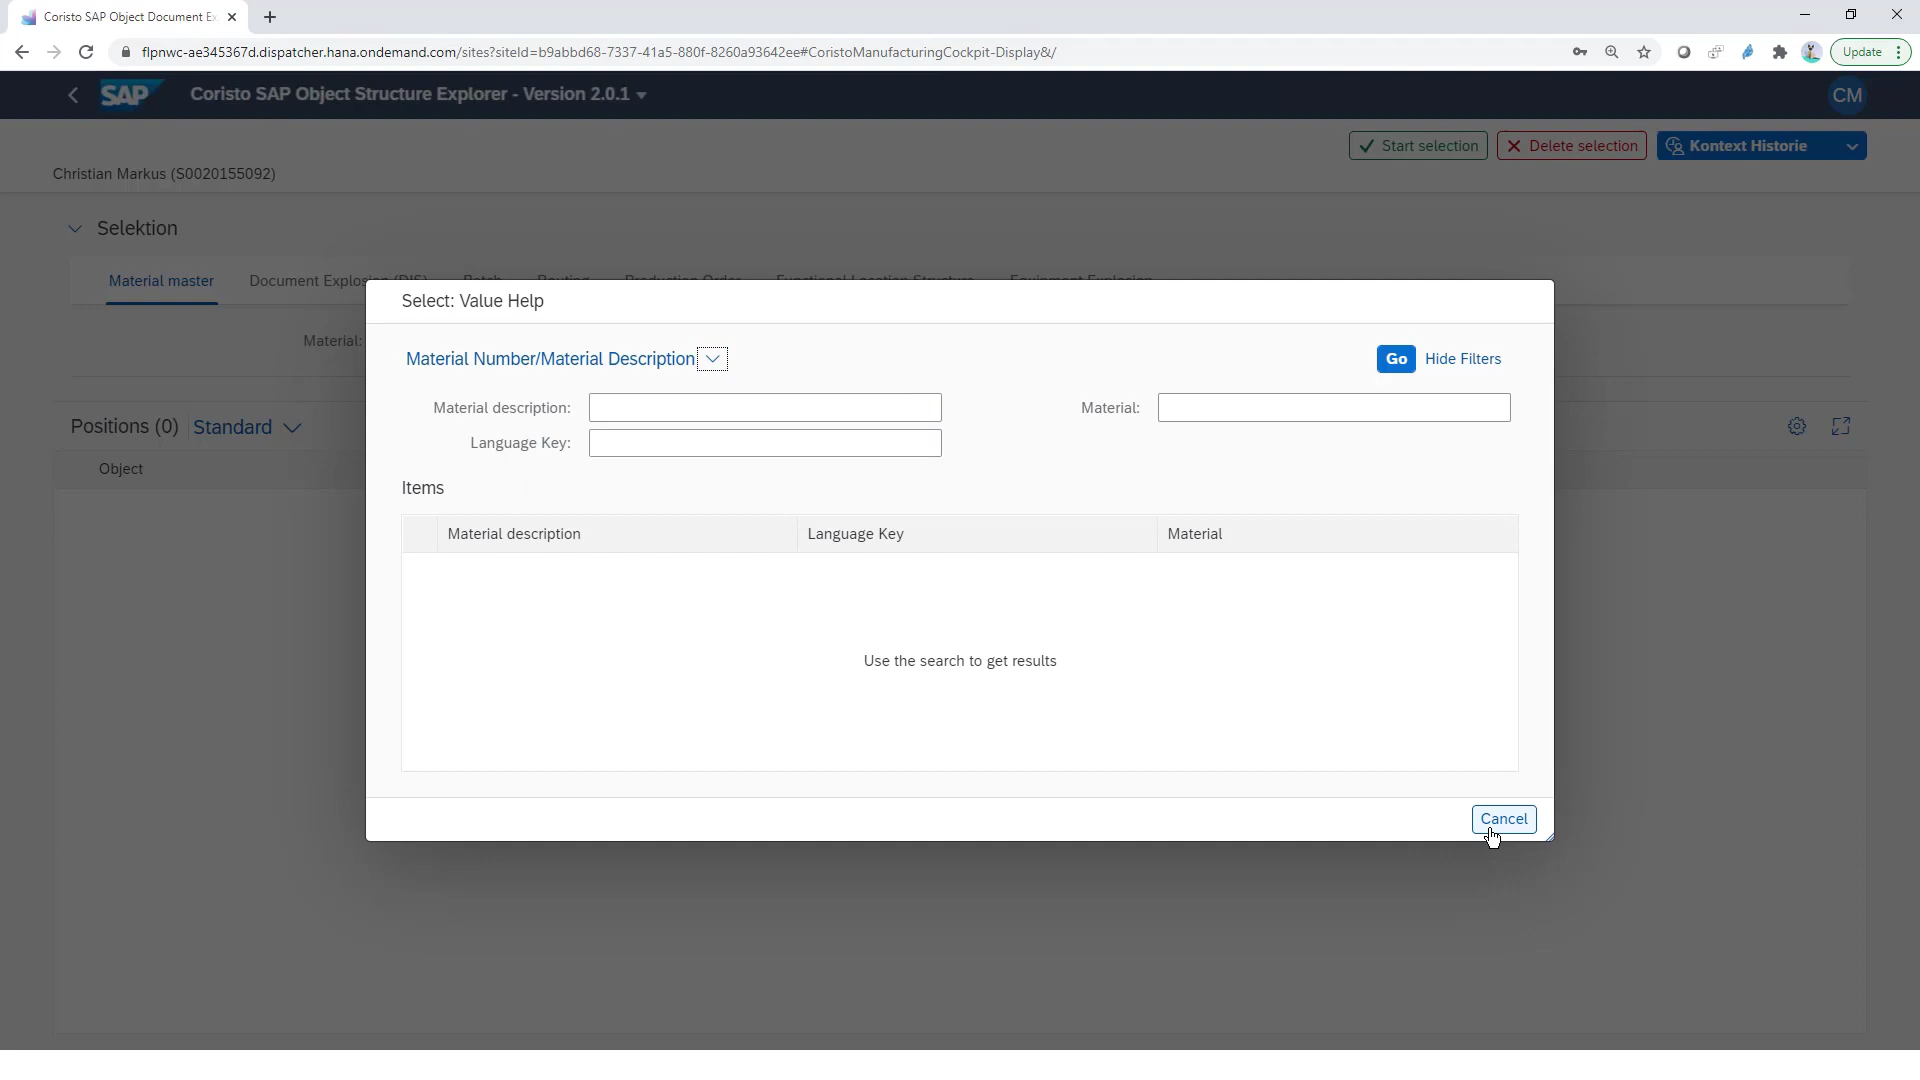 Coristo SAP Object Document Ex
flpnwc-ae345367d.dispatcher.hana.ondemand.com/sites?siteId=b9abbd68-7337-41a5-880f-8260a93642ee#CoristoManufacturingCockpit-Display&/
Update
SAP Coristo SAP Object Structure Explorer - Version 2.0.1
CM
Start selection Delete selection Kontext Historie
Christian Markus (S0020155092)
Selektion
Material master Document Explosion (DIS) Batch Routing Production Order Functional Location Structure Equipment Explosion
Select: Value Help
Material:
Material Number/Material Description
Go Hide Filters
Material description:
Material:
Language Key:
Positions (0) Standard
Object
Items
Material description Language Key Material
Use the search to get results
Cancel